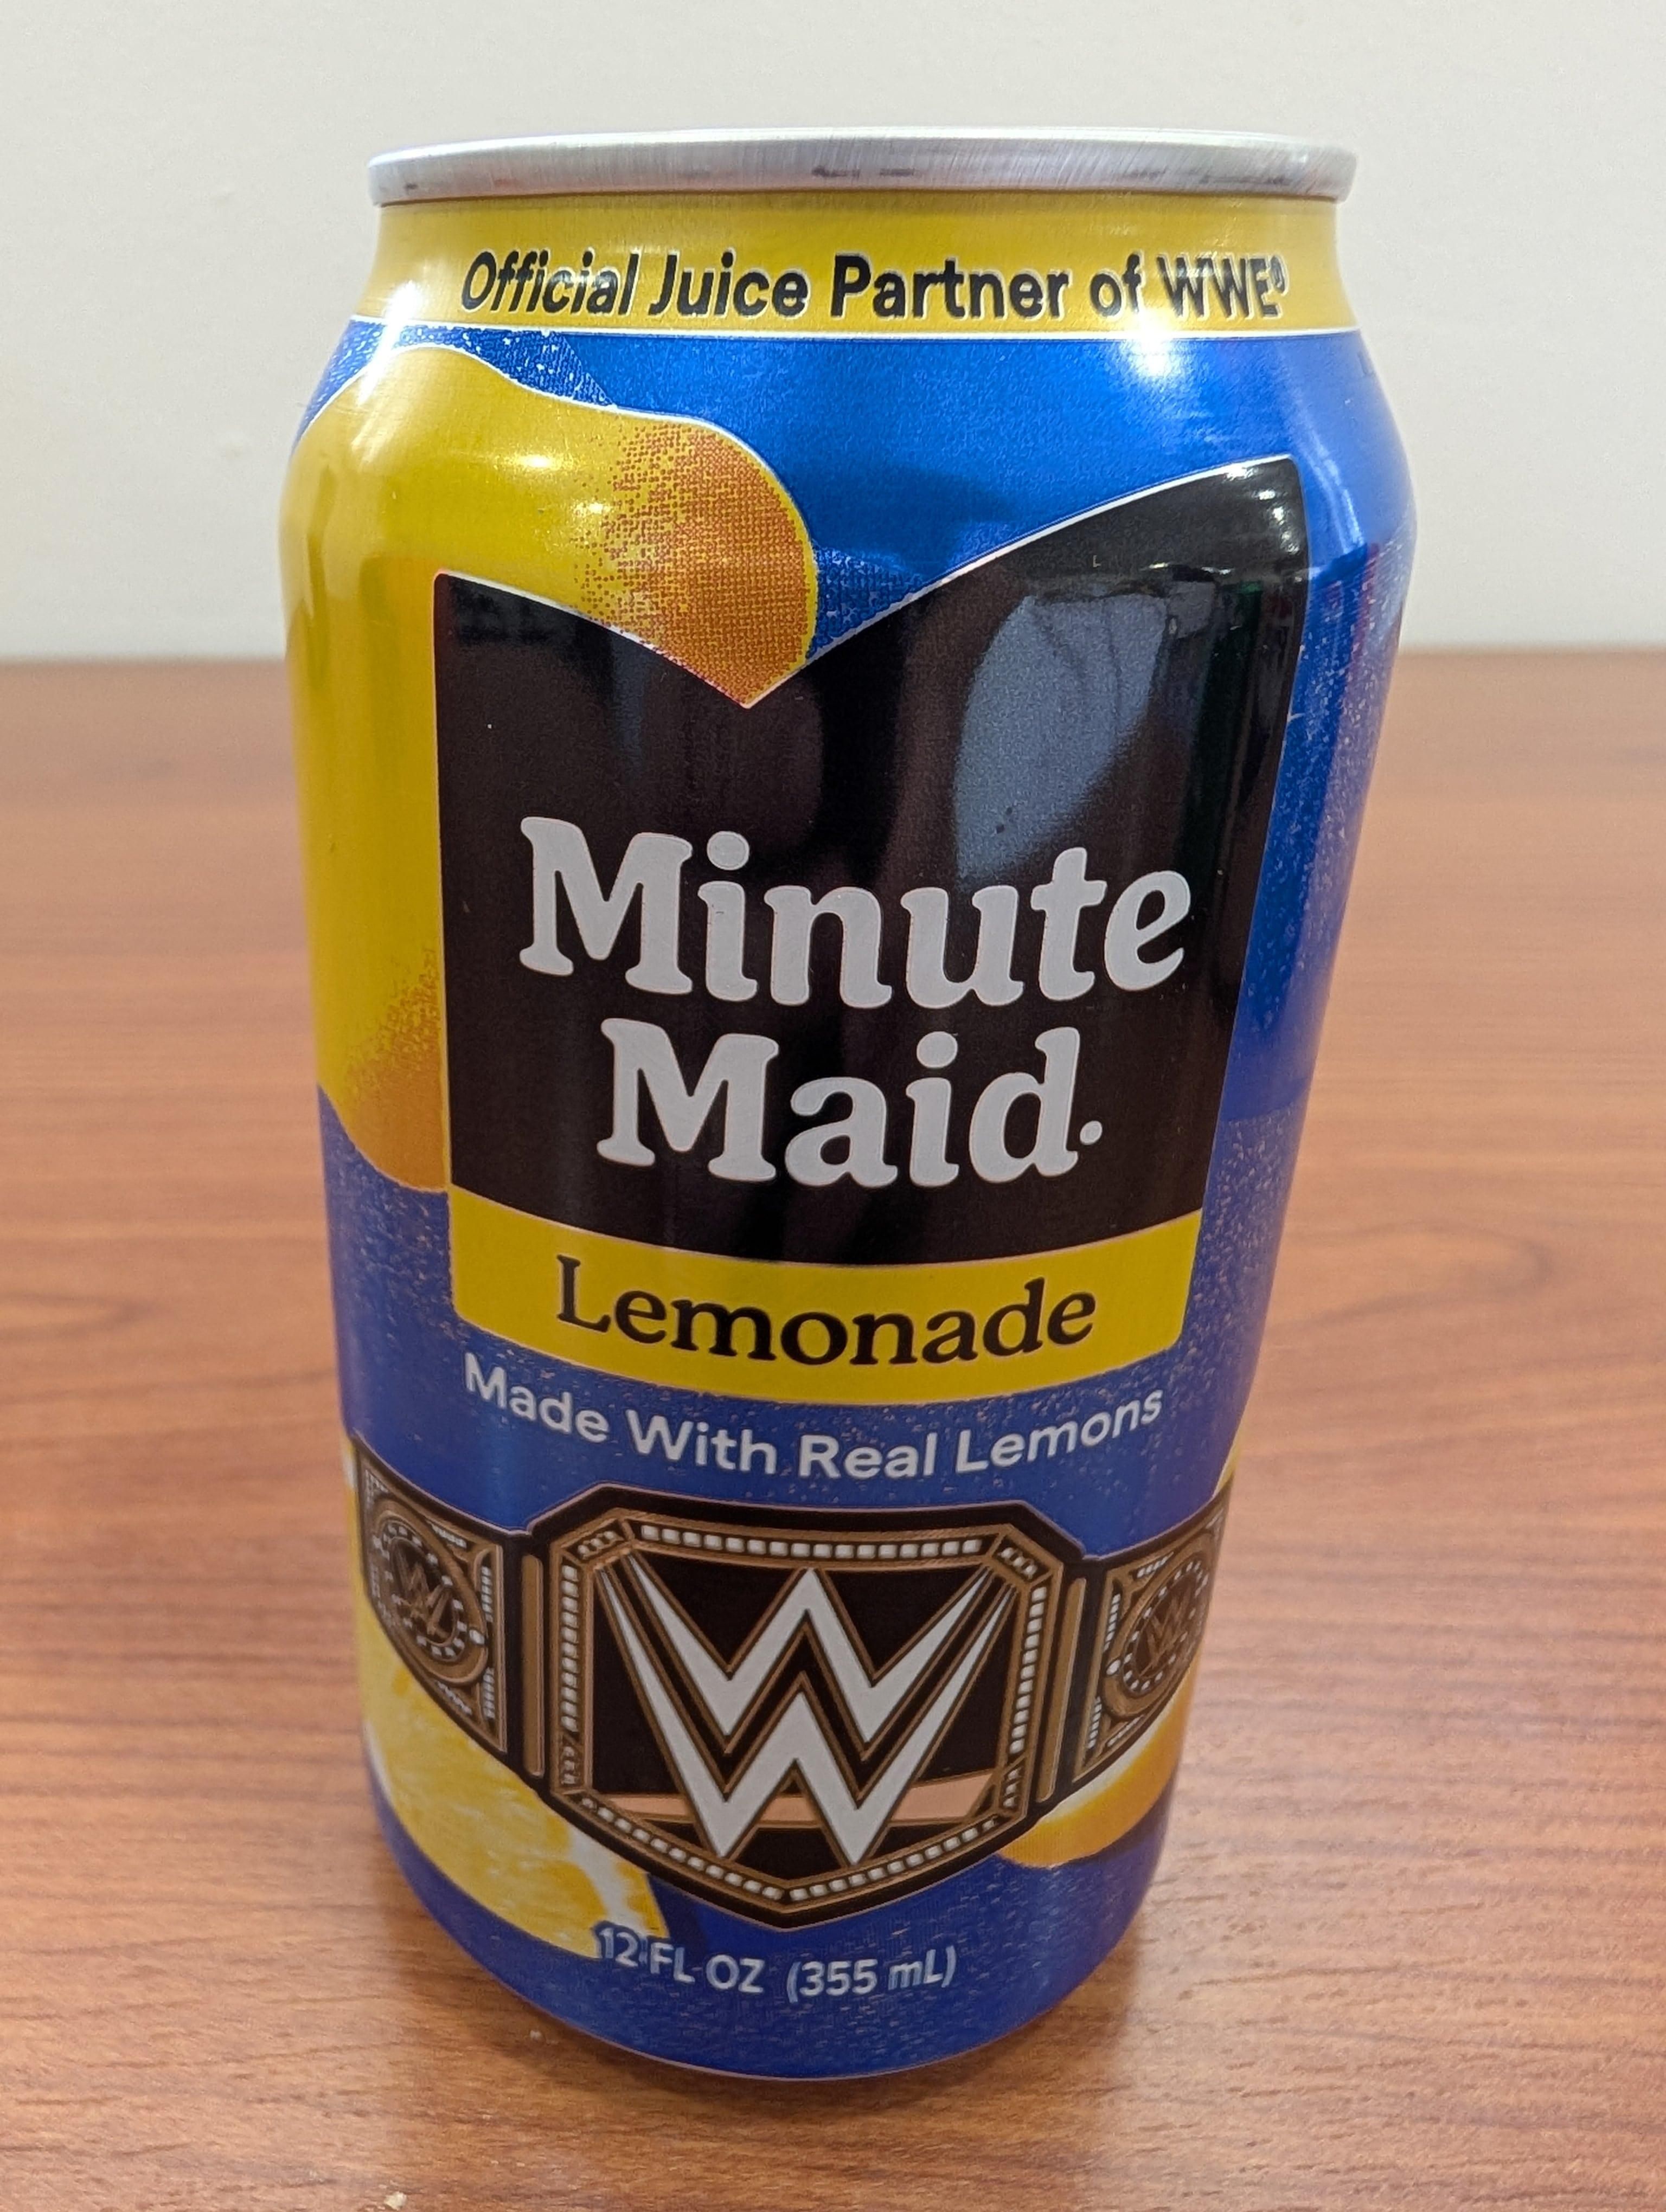 Official Juice Partner of WWE®
Minute
Maid.
Lemonade
Made With Real Lemons
W
12 FL OZ (355 mL)